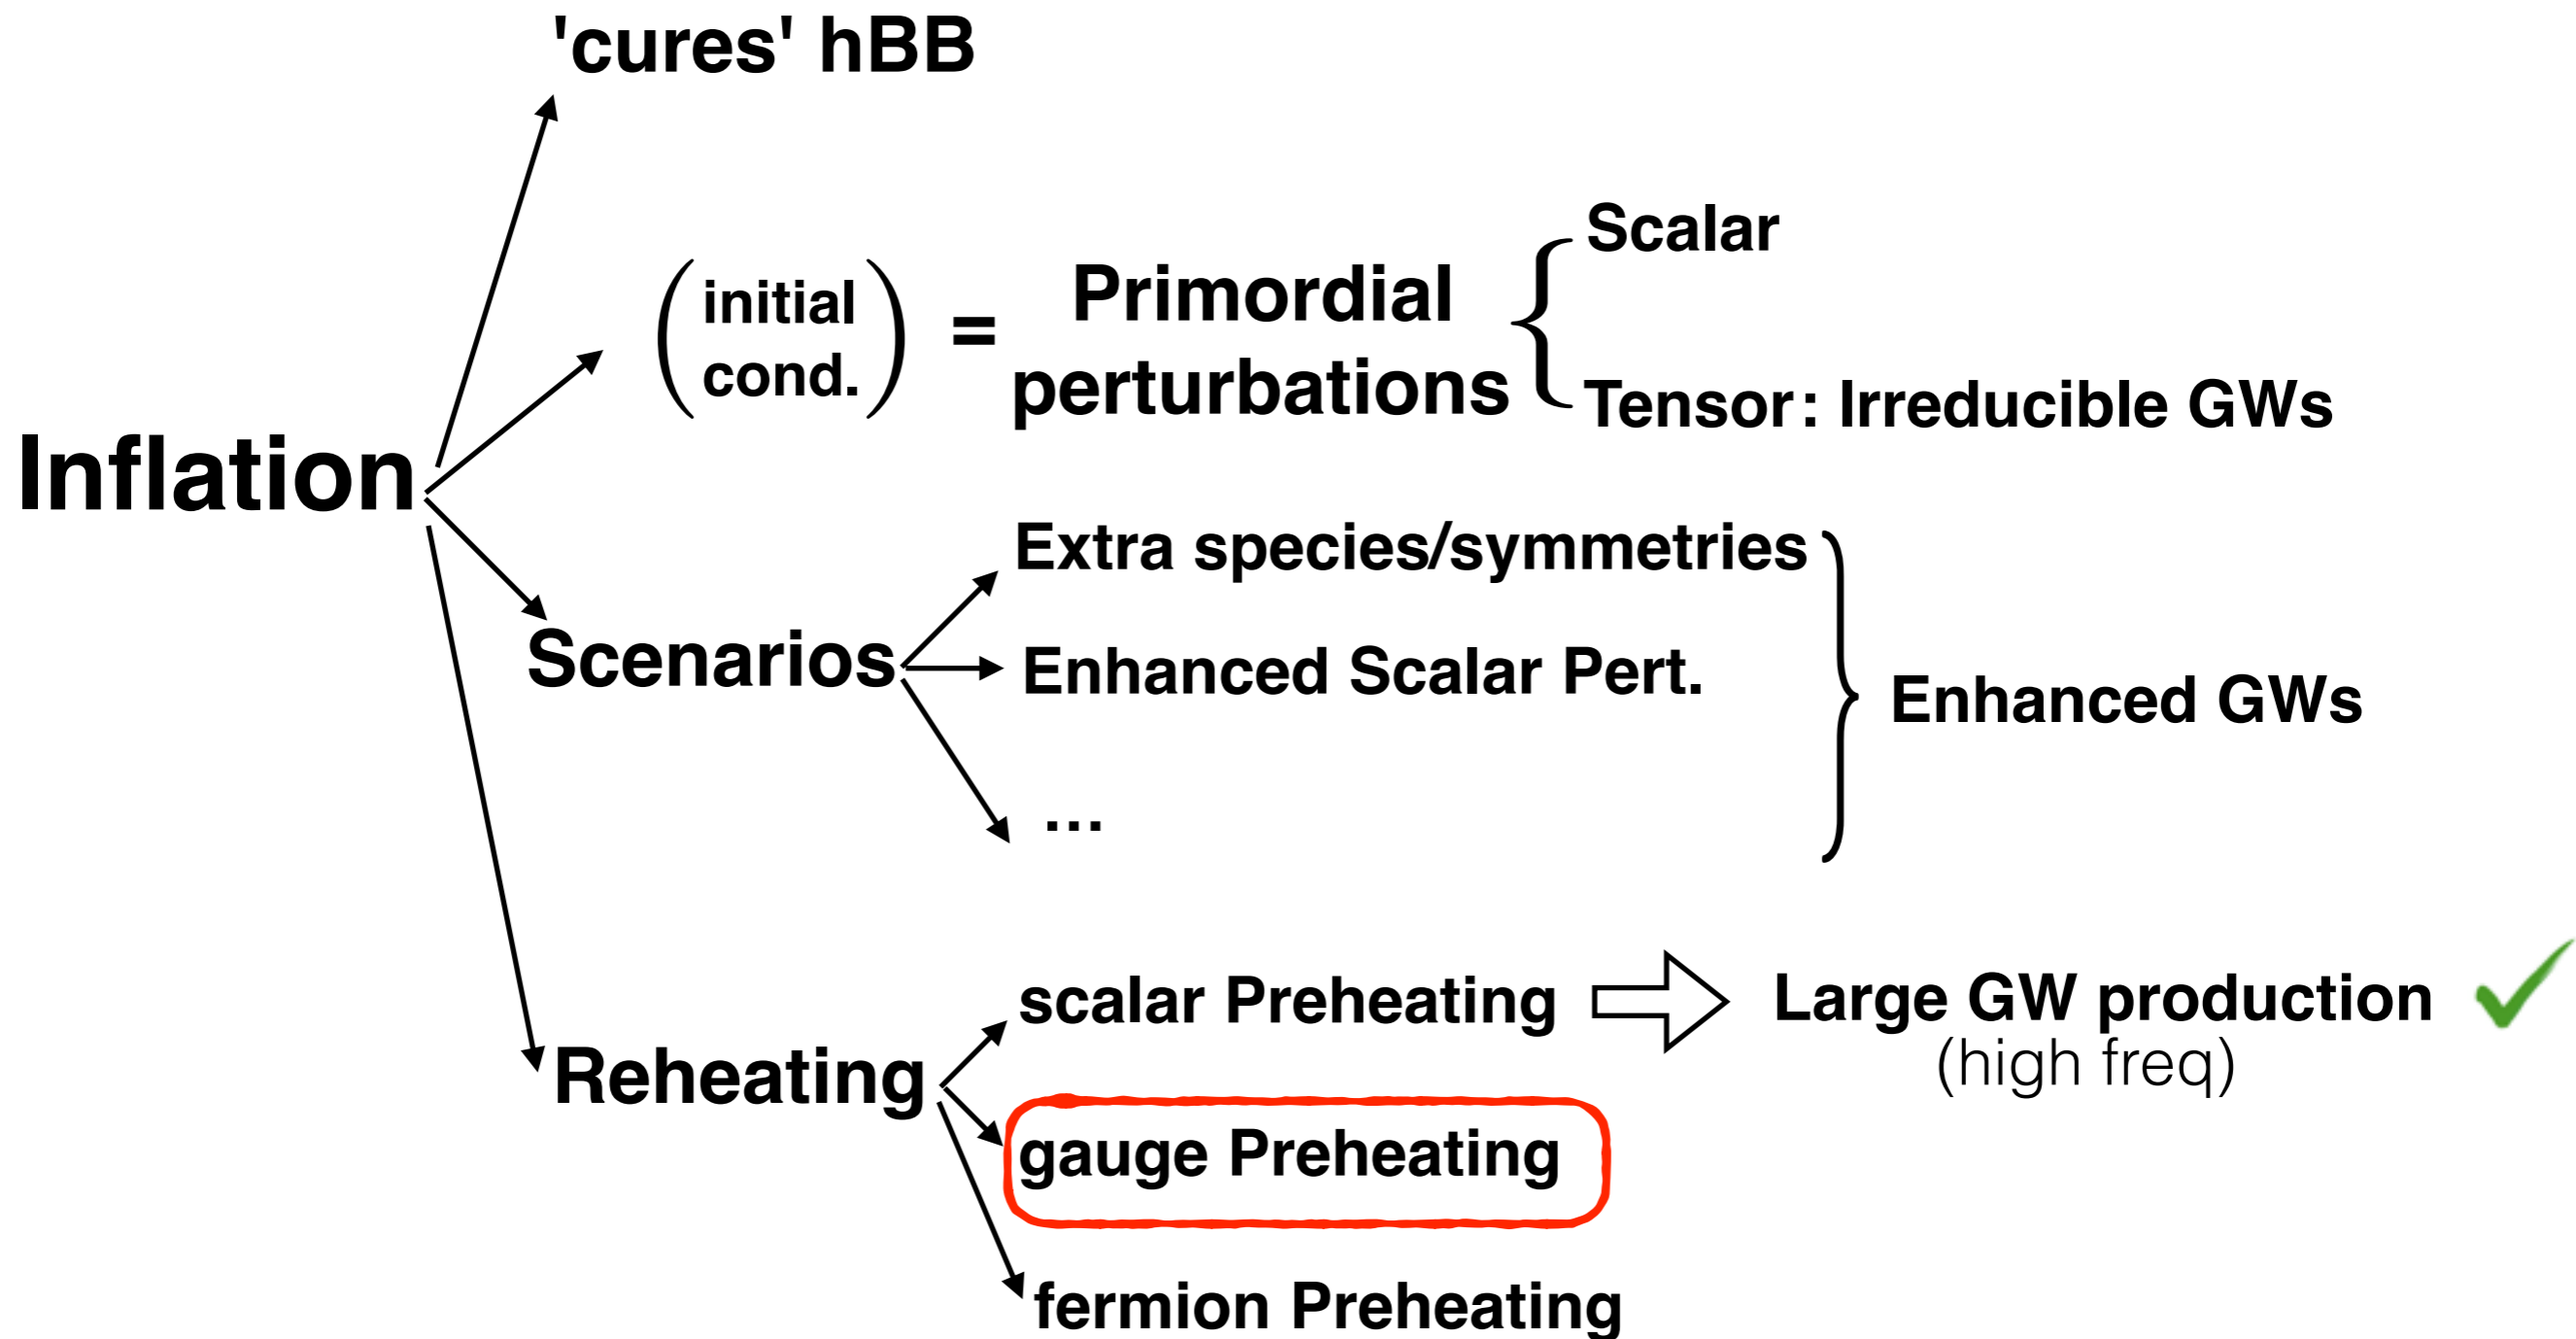 'cures' hBB
initial
cond.
=
Primordial
perturbations
Scalar
Tensor: Irreducible GWs
Inflation
Scenarios
Extra species/symmetries
Enhanced Scalar Pert.
...
Enhanced GWs
Reheating
scalar Preheating
Large GW production
(high freq)
gauge Preheating
fermion Preheating